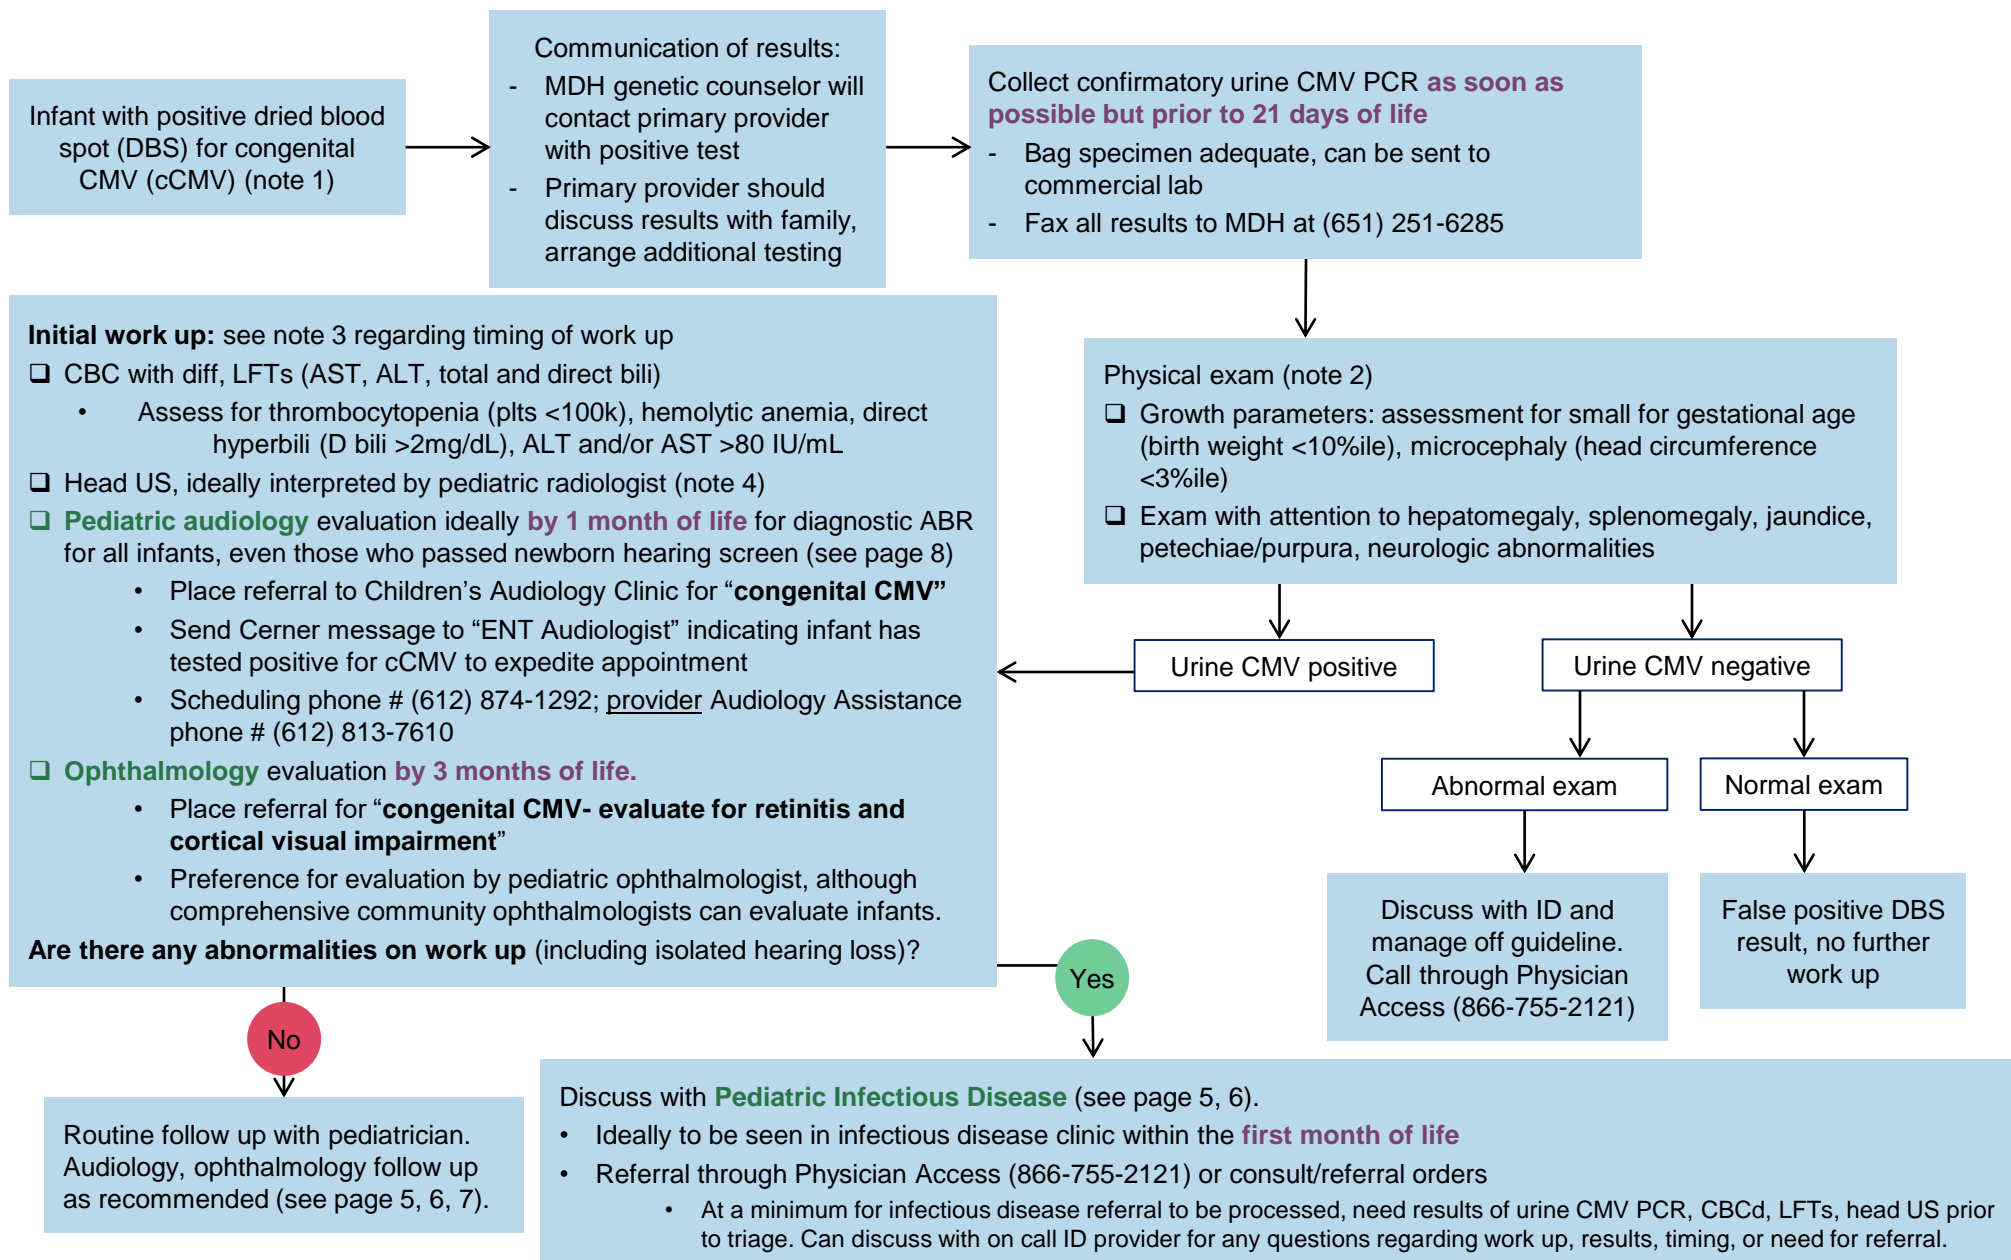 Infant with positive dried blood
spot (DBS) for congenital
CMV (cCMV) (note 1)
Communication of results:
- MDH genetic counselor will
contact primary provider
with positive test
- Primary provider should
discuss results with family,
arrange additional testing
Collect confirmatory urine CMV PCR as soon as
possible but prior to 21 days of life
- Bag specimen adequate, can be sent to
commercial lab
- Fax all results to MDH at (651) 251-6285
Physical exam (note 2)
❑ Growth parameters: assessment for small for gestational age
(birth weight <10%ile), microcephaly (head circumference
<3%ile)
❑ Exam with attention to hepatomegaly, splenomegaly, jaundice,
petechiae/purpura, neurologic abnormalities
Urine CMV positive
Urine CMV negative
Abnormal exam
Normal exam
Discuss with ID and
manage off guideline.
Call through Physician
Access (866-755-2121)
False positive DBS
result, no further
work up
Initial work up: see note 3 regarding timing of work up
❑ CBC with diff, LFTs (AST, ALT, total and direct bili)
• Assess for thrombocytopenia (plts <100k), hemolytic anemia, direct
hyperbili (D bili >2mg/dL), ALT and/or AST >80 IU/mL
❑ Head US, ideally interpreted by pediatric radiologist (note 4)
❑ Pediatric audiology evaluation ideally by 1 month of life for diagnostic ABR
for all infants, even those who passed newborn hearing screen (see page 8)
• Place referral to Children's Audiology Clinic for “congenital CMV”
• Send Cerner message to “ENT Audiologist” indicating infant has
tested positive for cCMV to expedite appointment
• Scheduling phone # (612) 874-1292; provider Audiology Assistance
phone # (612) 813-7610
❑ Ophthalmology evaluation by 3 months of life.
• Place referral for “congenital CMV- evaluate for retinitis and
cortical visual impairment”
• Preference for evaluation by pediatric ophthalmologist, although
comprehensive community ophthalmologists can evaluate infants.
Are there any abnormalities on work up (including isolated hearing loss)?
No
Yes
Routine follow up with pediatrician.
Audiology, ophthalmology follow up
as recommended (see page 5, 6, 7).
Discuss with Pediatric Infectious Disease (see page 5, 6).
• Ideally to be seen in infectious disease clinic within the first month of life
• Referral through Physician Access (866-755-2121) or consult/referral orders
• At a minimum for infectious disease referral to be processed, need results of urine CMV PCR, CBCd, LFTs, head US prior
to triage. Can discuss with on call ID provider for any questions regarding work up, results, timing, or need for referral.